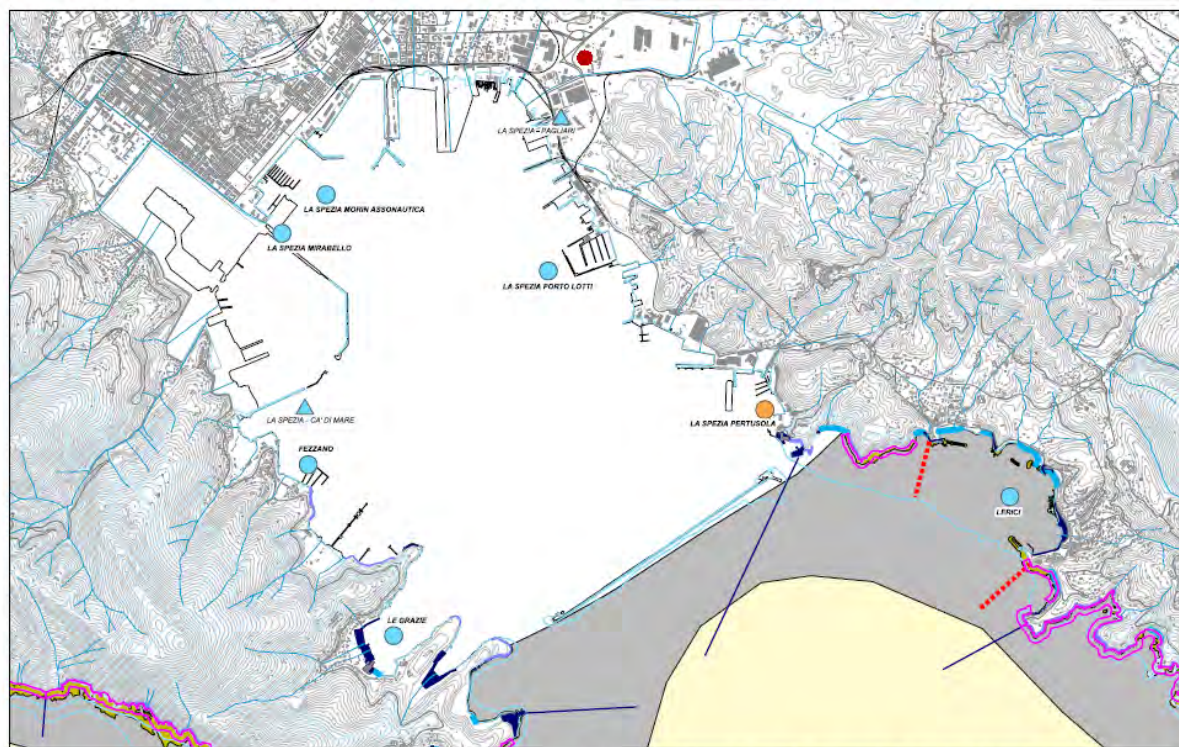 LA SPEZIA - PAGLIARI
LA SPEZIA MORIN ASSONAUTICA
LA SPEZIA MIRABELLO
LA SPEZIA PORTO LOTTI
LA SPEZIA - CA' DI MARE
LA SPEZIA PERTUSOLA
FEZZANO
LERICI
LE GRAZIE